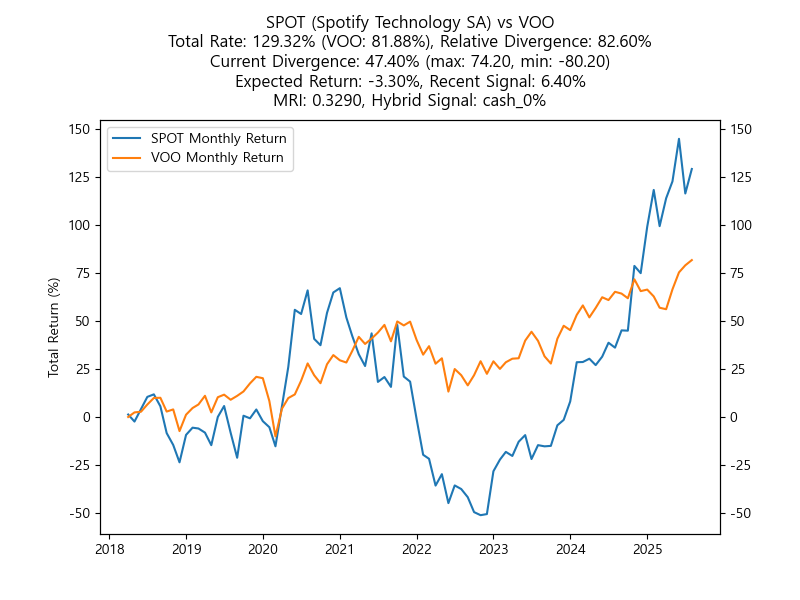 SPOT (Spotify Technology SA) vs VOO
Total Rate: 129.32% (VOO: 81.88%), Relative Divergence: 82.60%
Current Divergence: 47.40% (max: 74.20, min: -80.20)
Expected Return: -3.30%, Recent Signal: 6.40%
MRI: 0.3290, Hybrid Signal: cash_0%
SPOT Monthly Return
VOO Monthly Return
Total Return (%)
150
125
100
75
50
25
0
-25
-50
150
125
100
75
50
25
0
-25
-50
2018 2019 2020 2021 2022 2023 2024 2025